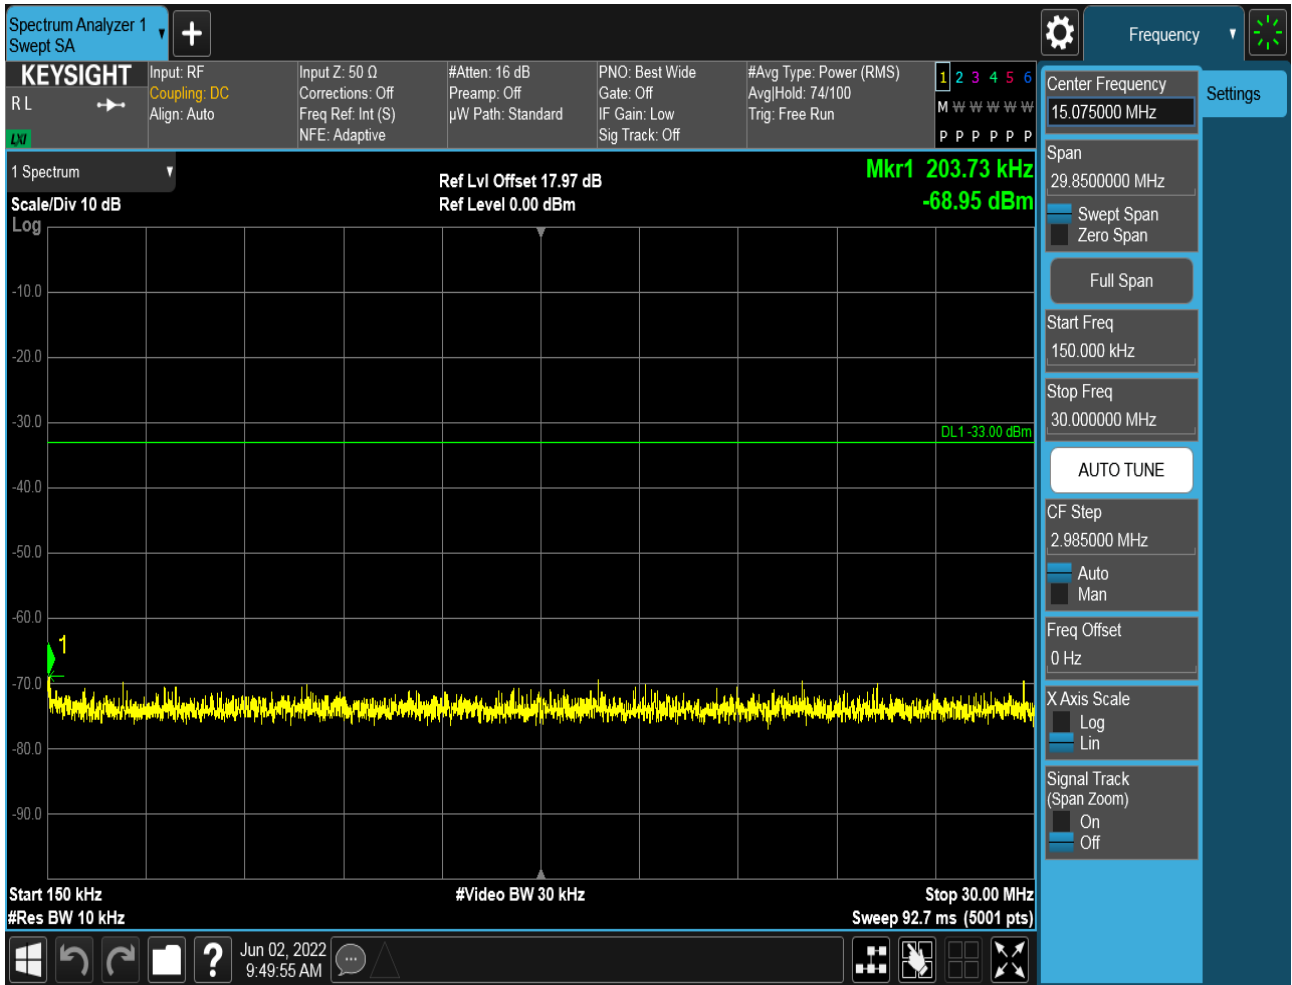 Spectrum Analyzer 1
Swept SA
Frequency
KEYSIGHT
R L
LXI
Input: RF
Coupling: DC
Align: Auto
Input Z: 50 Ω
Corrections: Off
Freq Ref: Int (S)
NFE: Adaptive
#Atten: 16 dB
Preamp: Off
µW Path: Standard
PNO: Best Wide
Gate: Off
IF Gain: Low
Sig Track: Off
#Avg Type: Power (RMS)
Avg|Hold: 74/100
Trig: Free Run
1 2 3 4 5 6
M W W W W W
P P P P P P
1 Spectrum
Scale/Div 10 dB
Log
Ref Lvl Offset 17.97 dB
Ref Level 0.00 dBm
Mkr1 203.73 kHz
-68.95 dBm
-10.0
-20.0
-30.0
DL1 -33.00 dBm
-40.0
-50.0
-60.0
1
-70.0
-80.0
-90.0
Start 150 kHz
#Video BW 30 kHz
Stop 30.00 MHz
#Res BW 10 kHz
Sweep 92.7 ms (5001 pts)
?
Jun 02, 2022
9:49:55 AM
Center Frequency
15.075000 MHz
Settings
Span
29.8500000 MHz
Swept Span
Zero Span
Full Span
Start Freq
150.000 kHz
Stop Freq
30.000000 MHz
AUTO TUNE
CF Step
2.985000 MHz
Auto
Man
Freq Offset
0 Hz
X Axis Scale
Log
Lin
Signal Track
(Span Zoom)
On
Off